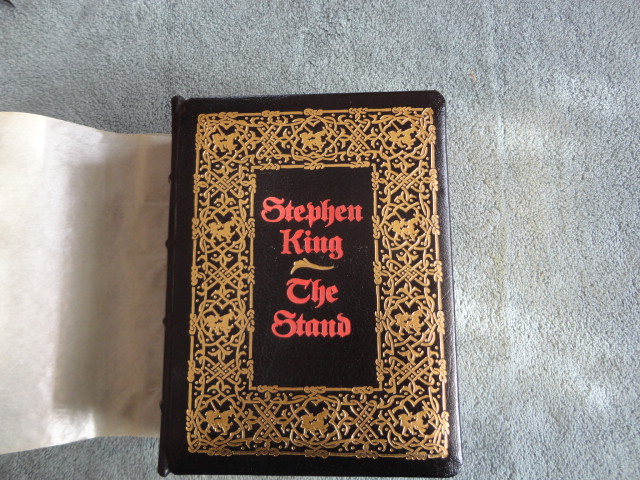 Stephen
King
The
Stand